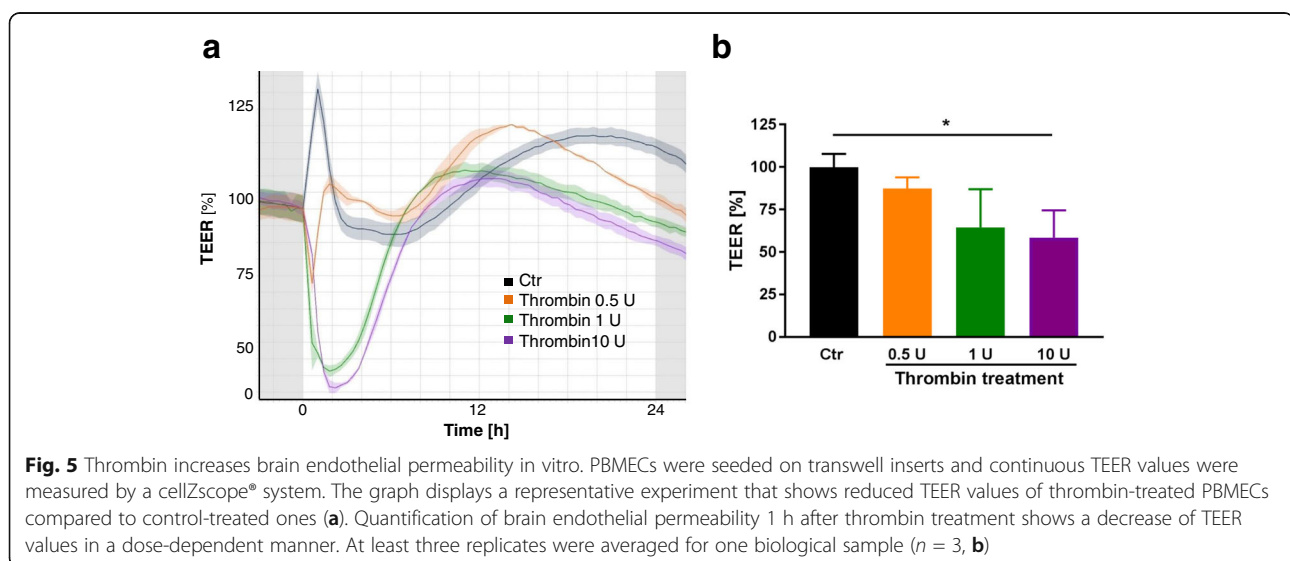 a
125
100
75
50
0
TEER [%]
0
12
24
Time [h]
Ctr
Thrombin 0.5 U
Thrombin 1 U
Thrombin10 U
b
*
125
100
75
50
25
0
TEER [%]
Ctr
0.5 U
1 U
10 U
Thrombin treatment
Fig. 5 Thrombin increases brain endothelial permeability in vitro. PBMECs were seeded on transwell inserts and continuous TEER values were
measured by a cellZscope® system. The graph displays a representative experiment that shows reduced TEER values of thrombin-treated PBMECs
compared to control-treated ones (a). Quantification of brain endothelial permeability 1 h after thrombin treatment shows a decrease of TEER
values in a dose-dependent manner. At least three replicates were averaged for one biological sample (n = 3, b)